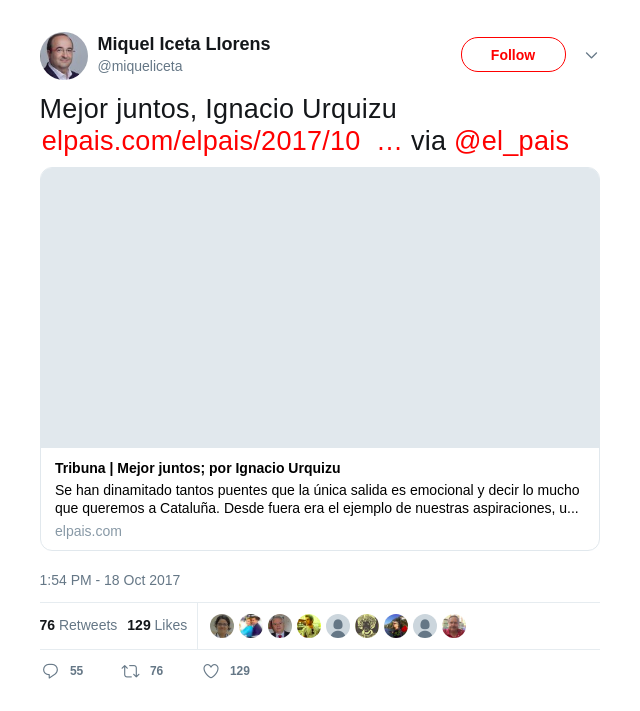 Miquel Iceta Llorens
@miqueliceta
Follow
Mejor juntos, Ignacio Urquizu
elpais.com/elpais/2017/10 … via @el_pais
Tribuna | Mejor juntos; por Ignacio Urquizu
Se han dinamitado tantos puentes que la única salida es emocional y decir lo mucho
que queremos a Cataluña. Desde fuera era el ejemplo de nuestras aspiraciones, u...
elpais.com
1:54 PM - 18 Oct 2017
76 Retweets 129 Likes
55 76 129